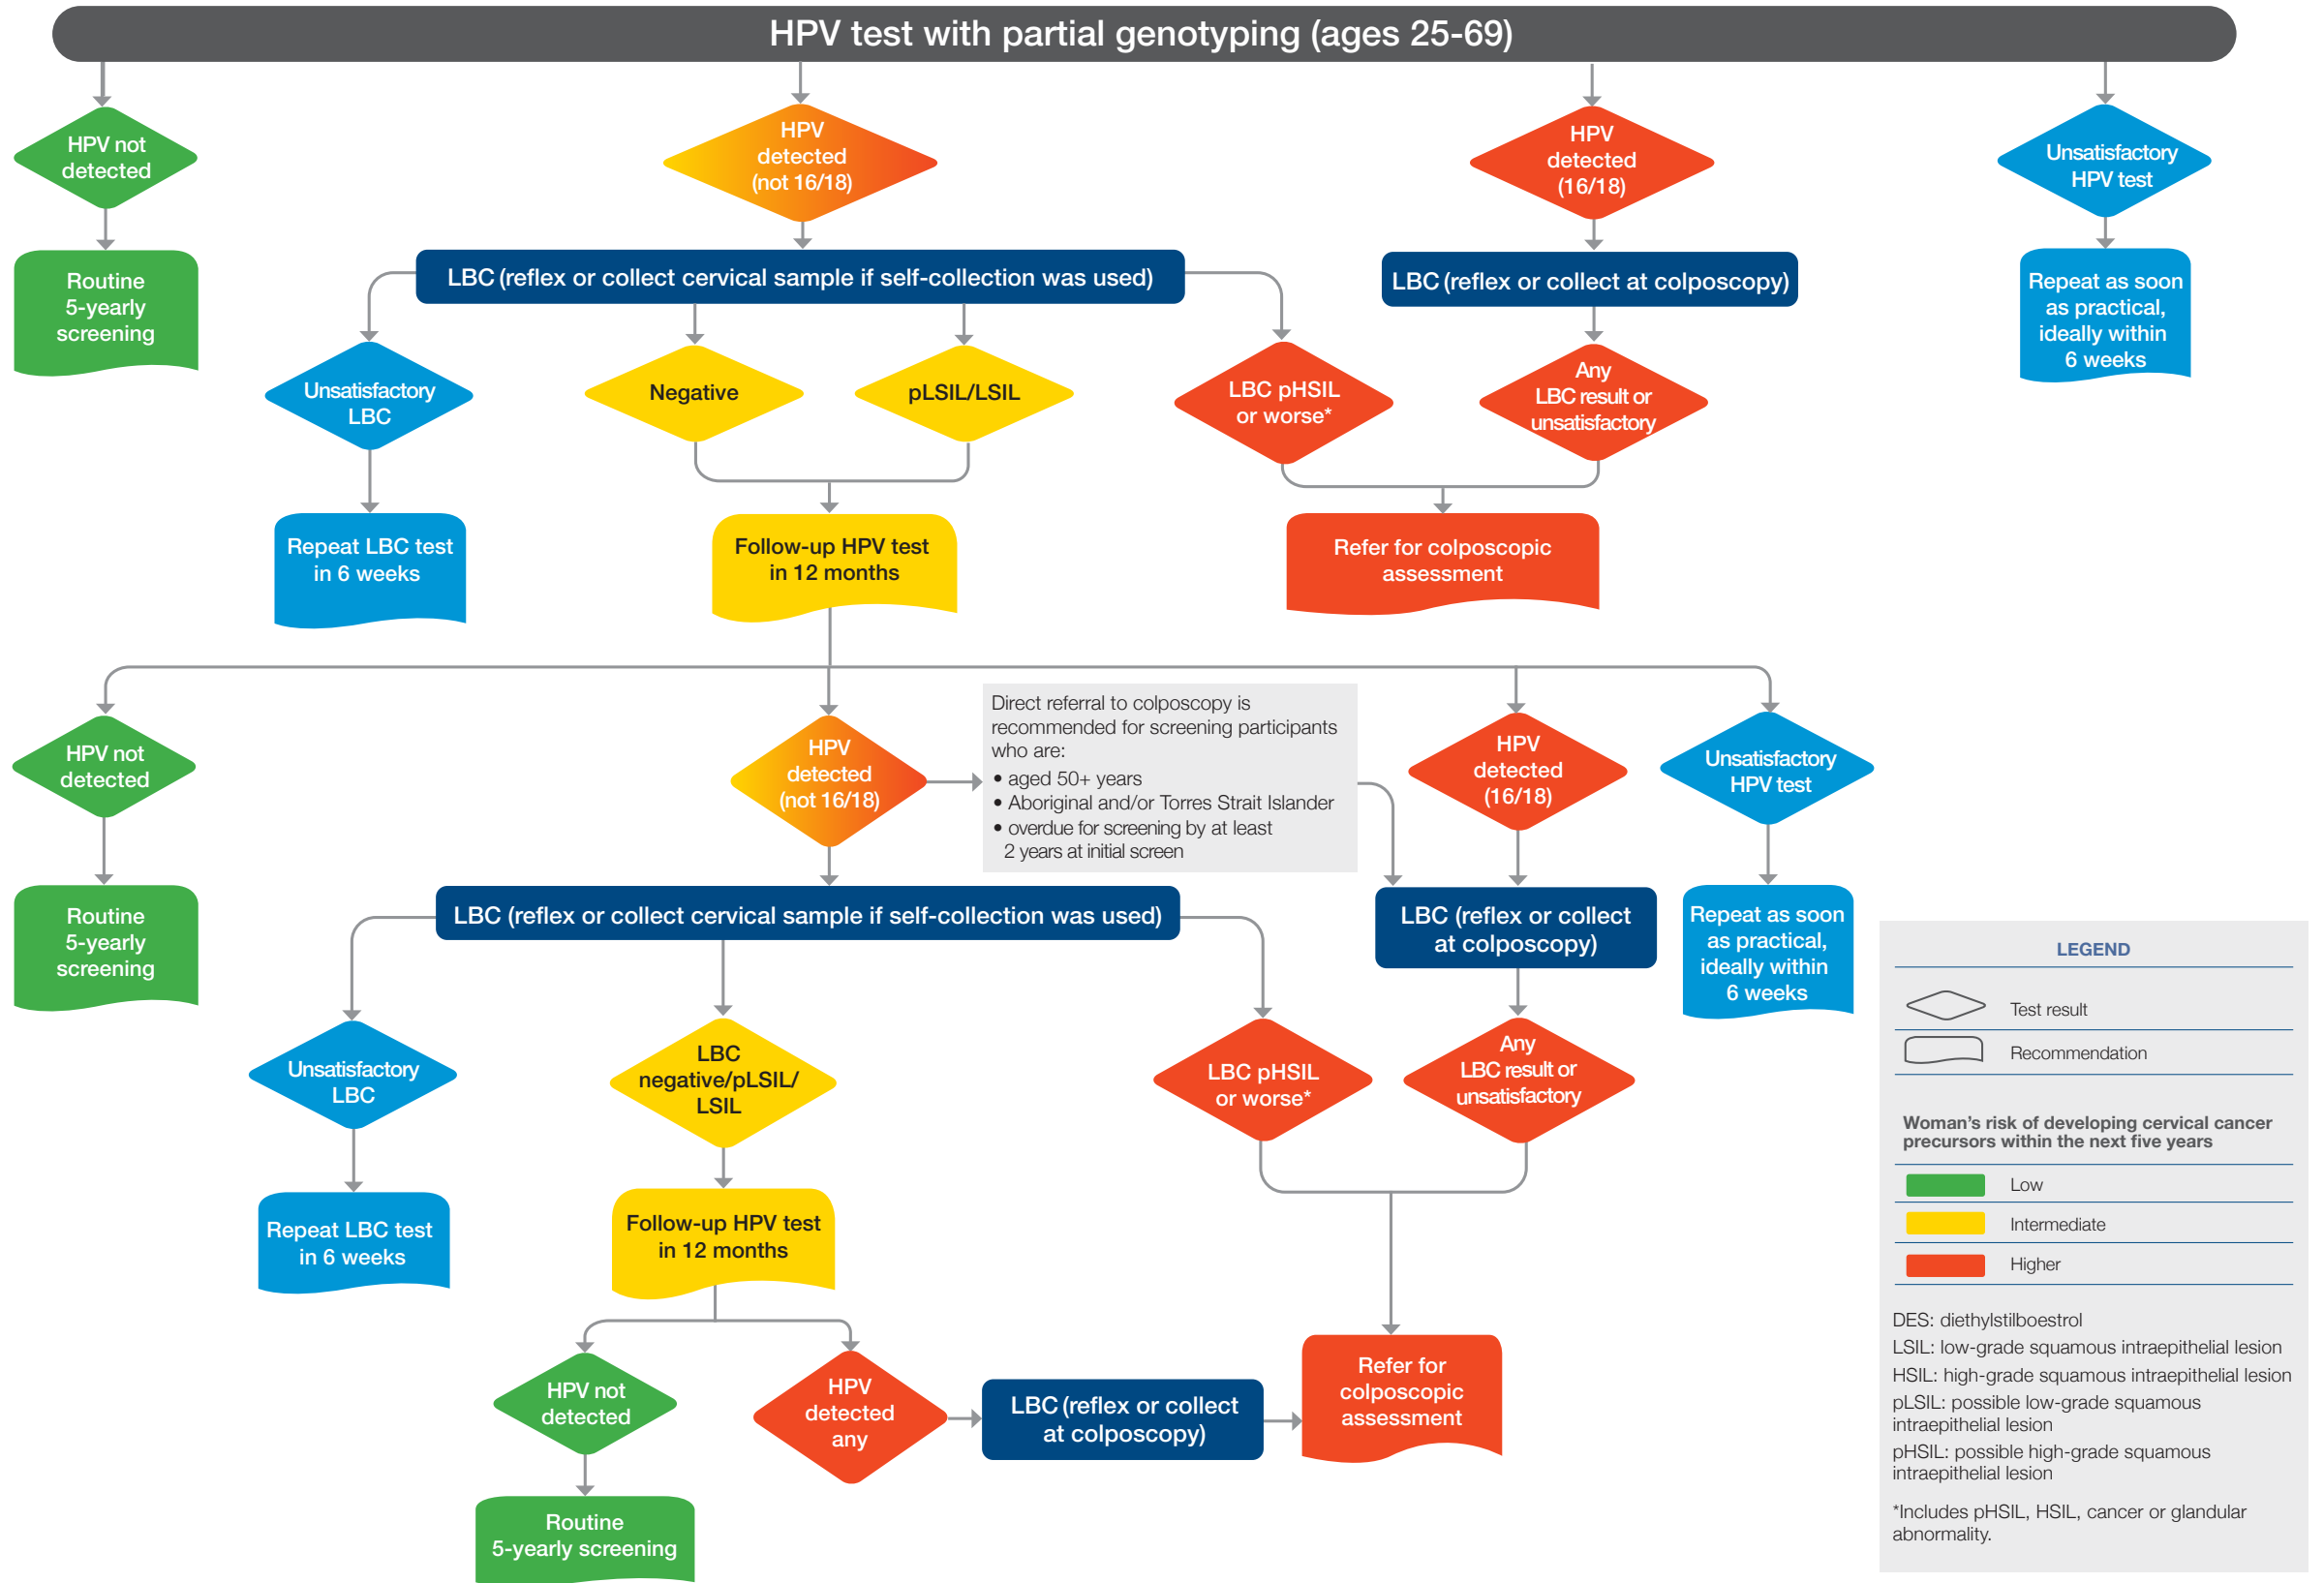 HPV test with partial genotyping (ages 25-69)
HPV not
detected
HPV
detected
(not 16/18)
HPV
detected
(16/18)
Unsatisfactory
HPV test
Routine
5-yearly
screening
LBC (reflex or collect cervical sample if self-collection was used)
LBC (reflex or collect at colposcopy)
Repeat as soon
as practical,
ideally within
6 weeks
Unsatisfactory
LBC
Negative
pLSIL/LSIL
LBC pHSIL
or worse*
Any
LBC result or
unsatisfactory
Repeat LBC test
in 6 weeks
Follow-up HPV test
in 12 months
Refer for colposcopic
assessment
HPV not
detected
HPV
detected
(not 16/18)
Direct referral to colposcopy is
recommended for screening participants
who are:
• aged 50+ years
• Aboriginal and/or Torres Strait Islander
• overdue for screening by at least
2 years at initial screen
HPV
detected
(16/18)
Unsatisfactory
HPV test
Routine
5-yearly
screening
LBC (reflex or collect cervical sample if self-collection was used)
LBC (reflex or collect
at colposcopy)
Repeat as soon
as practical,
ideally within
6 weeks
Unsatisfactory
LBC
LBC
negative/pLSIL/
LSIL
LBC pHSIL
or worse*
Any
LBC result or
unsatisfactory
Repeat LBC test
in 6 weeks
Follow-up HPV test
in 12 months
HPV not
detected
HPV
detected
any
LBC (reflex or collect
at colposcopy)
Refer for
colposcopic
assessment
Routine
5-yearly screening
LEGEND
Test result
Recommendation
Woman's risk of developing cervical cancer
precursors within the next five years
Low
Intermediate
Higher
DES: diethylstilboestrol
LSIL: low-grade squamous intraepithelial lesion
HSIL: high-grade squamous intraepithelial lesion
pLSIL: possible low-grade squamous
intraepithelial lesion
pHSIL: possible high-grade squamous
intraepithelial lesion
*Includes pHSIL, HSIL, cancer or glandular
abnormality.